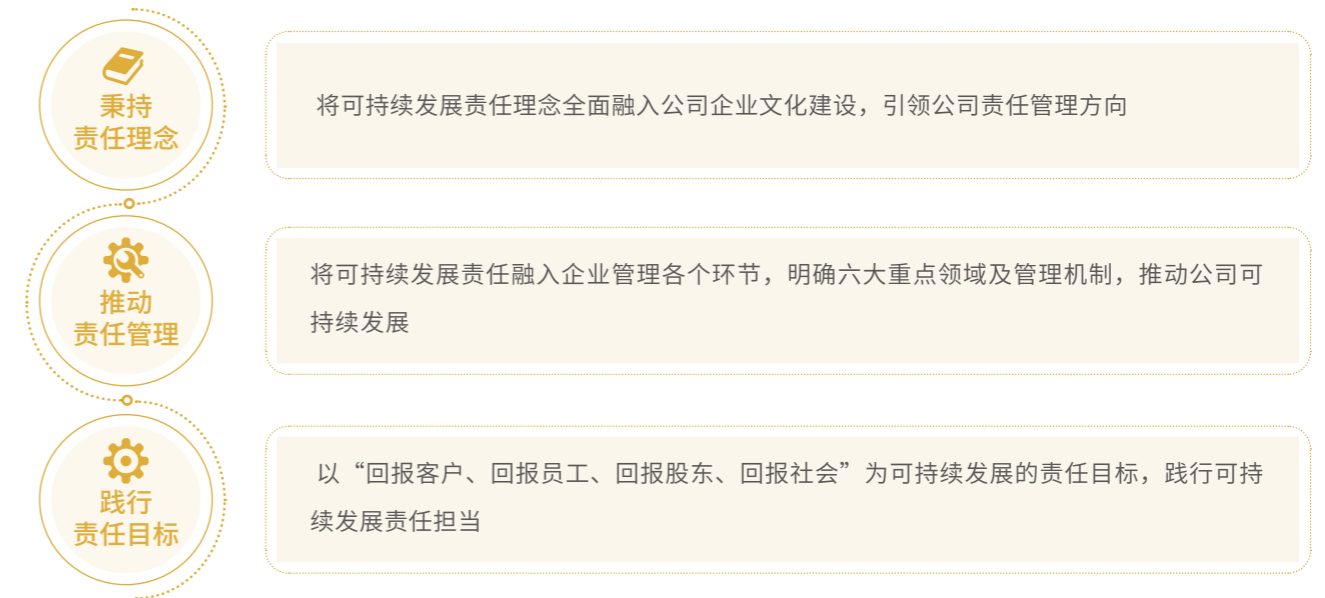 秉持
责任理念
将可持续发展责任理念全面融入公司企业文化建设，引领公司责任管理方向
推动
责任管理
将可持续发展责任融入企业管理各个环节，明确六大重点领域及管理机制，推动公司可
持续发展
践行
责任目标
以“回报客户、回报员工、回报股东、回报社会”为可持续发展的责任目标，践行可持
续发展责任担当